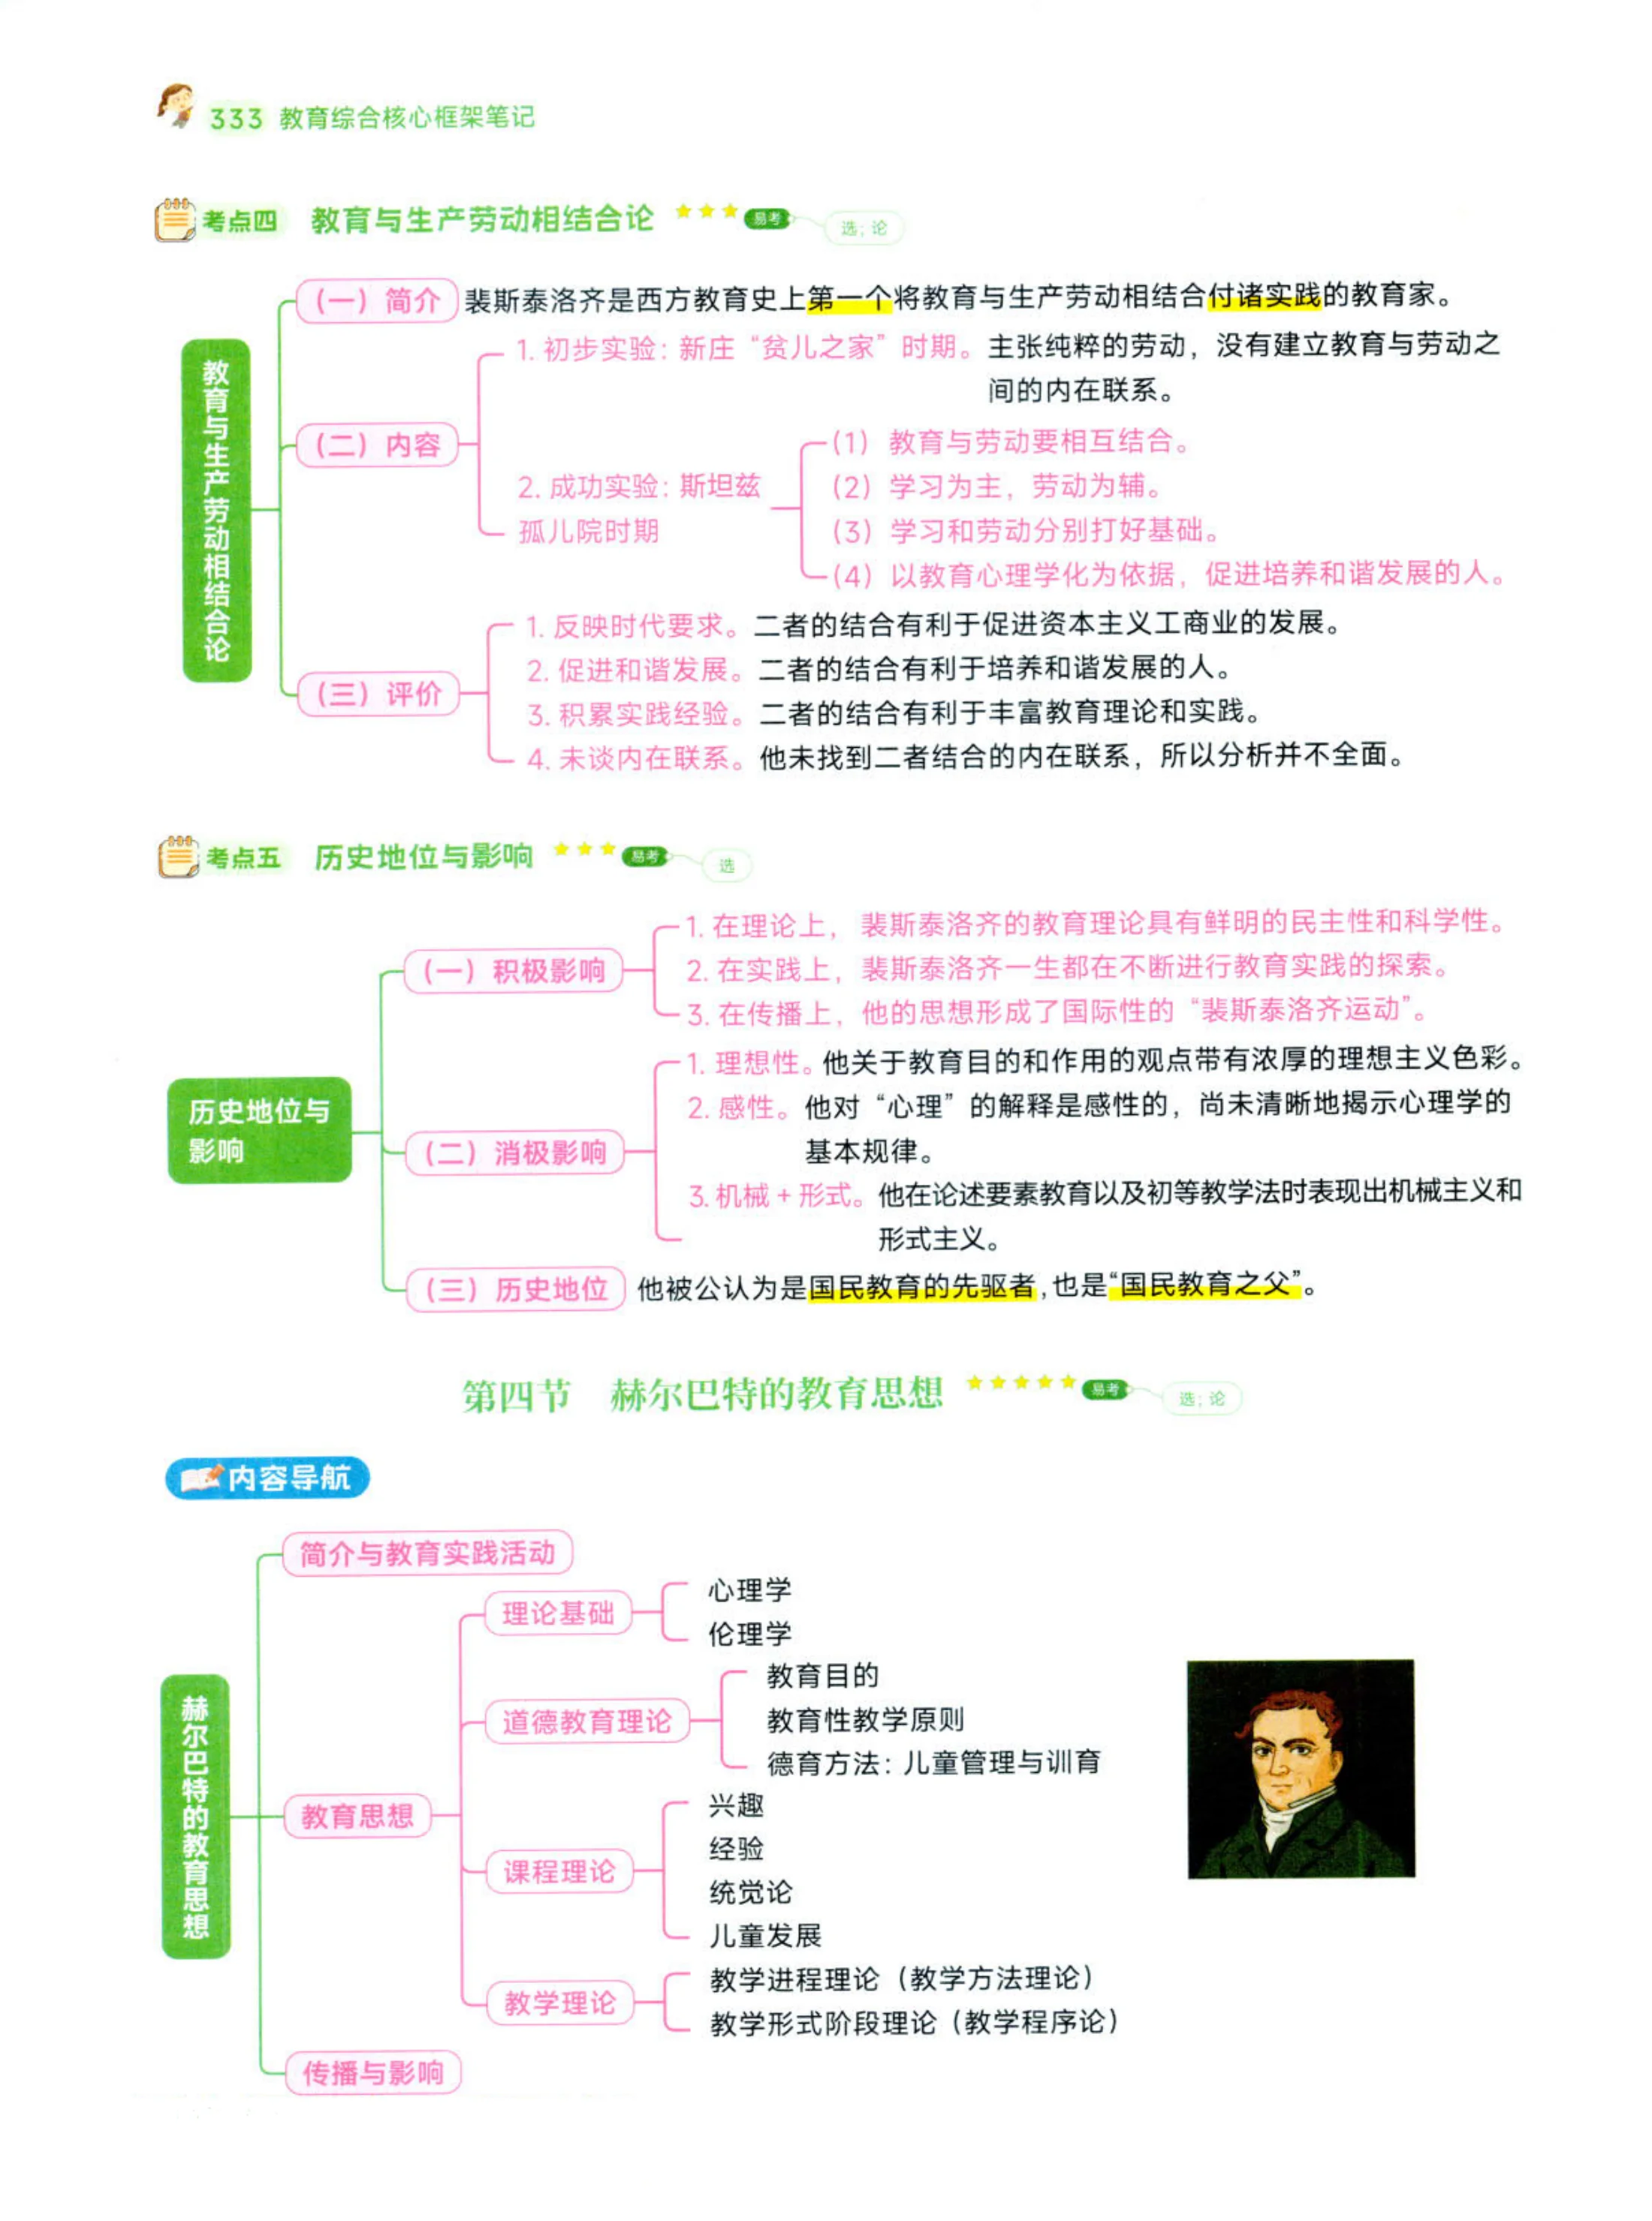 333 教育综合核心框架笔记
考点四 教育与生产劳动相结合论 易考 选;论
教育与生产劳动相结合论
(一)简介 裴斯泰洛齐是西方教育史上第一个将教育与生产劳动相结合付诸实践的教育家。
(二)内容
1. 初步实验:新庄“贫儿之家”时期。主张纯粹的劳动,没有建立教育与劳动之
间的内在联系。
2. 成功实验:斯坦兹
孤儿院时期
(1)教育与劳动要相互结合。
(2)学习为主,劳动为辅。
(3)学习和劳动分别打好基础。
(4)以教育心理学化为依据,促进培养和谐发展的人。
(三)评价
1. 反映时代要求。二者的结合有利于促进资本主义工商业的发展。
2. 促进和谐发展。二者的结合有利于培养和谐发展的人。
3. 积累实践经验。二者的结合有利于丰富教育理论和实践。
4. 未谈内在联系。他未找到二者结合的内在联系,所以分析并不全面。
考点五 历史地位与影响 易考 选
历史地位与
影响
(一)积极影响
1. 在理论上,裴斯泰洛齐的教育理论具有鲜明的民主性和科学性。
2. 在实践上,裴斯泰洛齐一生都在不断进行教育实践的探索。
3. 在传播上,他的思想形成了国际性的“裴斯泰洛齐运动”。
(二)消极影响
1. 理想性。他关于教育目的和作用的观点带有浓厚的理想主义色彩。
2. 感性。他对“心理”的解释是感性的,尚未清晰地揭示心理学的
基本规律。
3. 机械+形式。他在论述要素教育以及初等教学法时表现出机械主义和
形式主义。
(三)历史地位 他被公认为是国民教育的先驱者,也是“国民教育之父”。
第四节 赫尔巴特的教育思想 易考 选;论
内容导航
赫尔巴特的教育思想
简介与教育实践活动
教育思想
理论基础
心理学
伦理学
道德教育理论
教育目的
教育性教学原则
德育方法:儿童管理与训育
课程理论
兴趣
经验
统觉论
儿童发展
教学理论
教学进程理论(教学方法理论)
教学形式阶段理论(教学程序论)
传播与影响